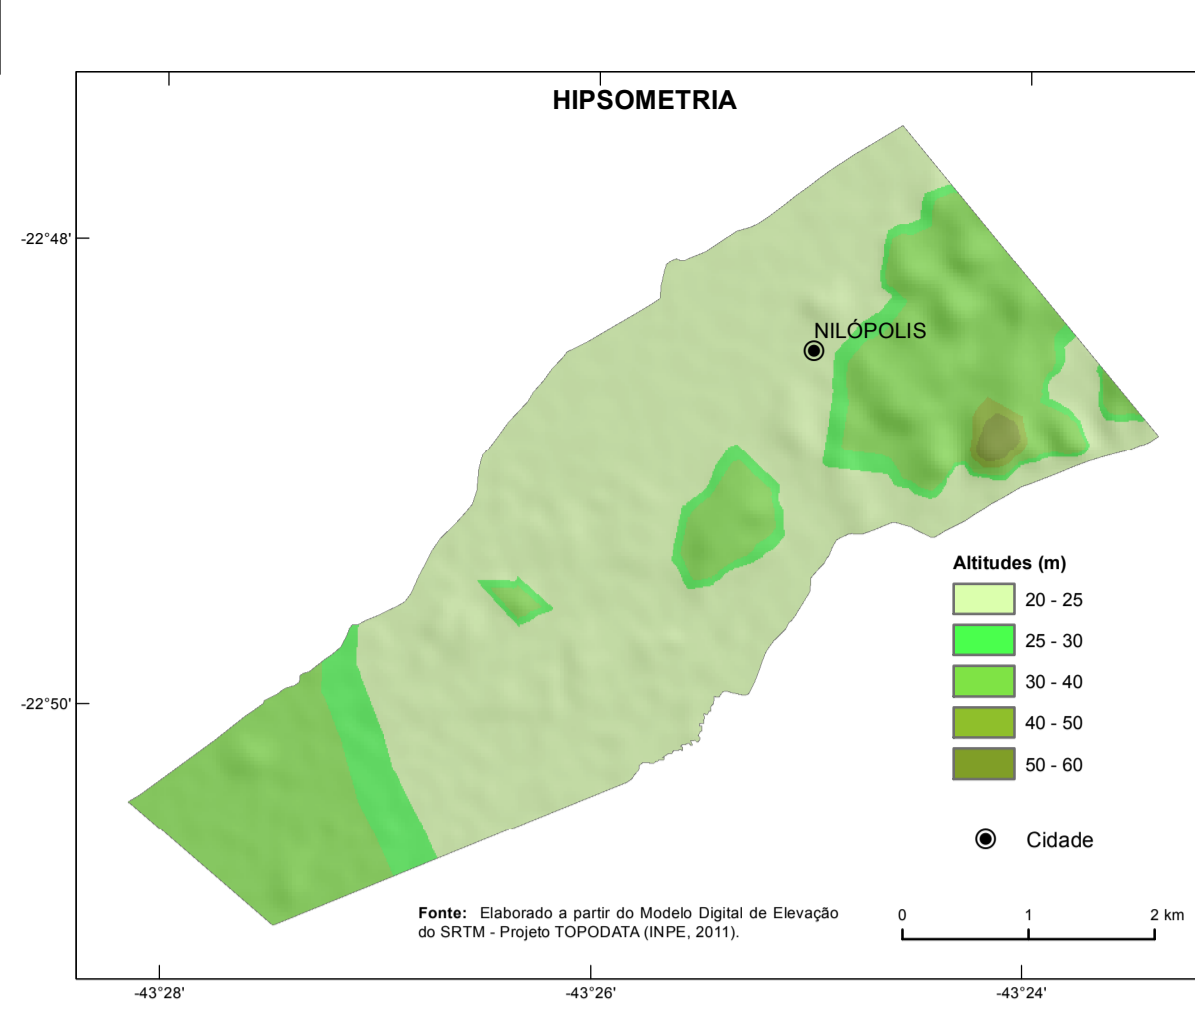 HIPSOMETRIA
-22°48'
NILÓPOLIS
Altitudes (m)
20 - 25
25 - 30
30 - 40
-22°50'
40 - 50
50 - 60
Cidade
Fonte: Elaborado a partir do Modelo Digital de Elevação
do SRTM - Projeto TOPODATA (INPE, 2011).
0 1 2 km
-43°28' -43°26' -43°24'